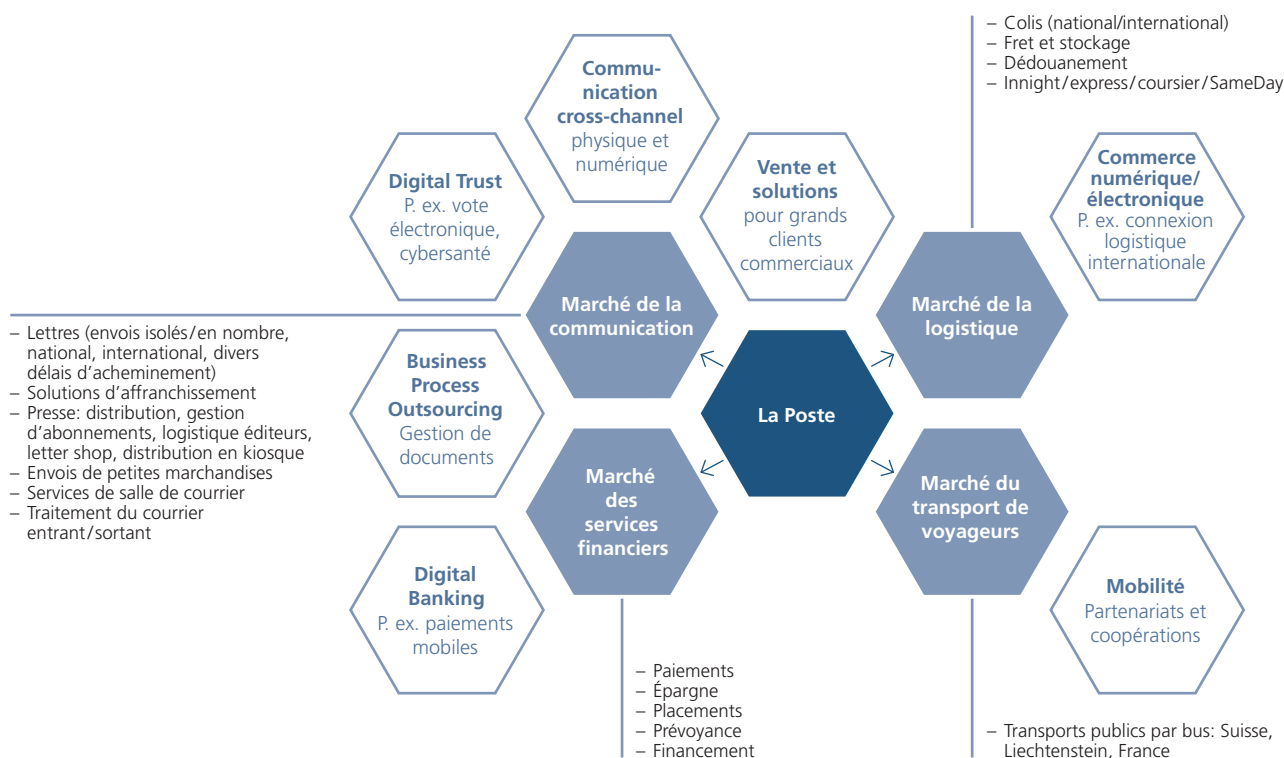 – Colis (national/international)
– Fret et stockage
– Dédouanement
– Innight/express/coursier/SameDay
Commu-
nication
cross-channel
physique et
numérique
Digital Trust
P. ex. vote
électronique,
cybersanté
Vente et
solutions
pour grands
clients
commerciaux
Commerce
numérique/
électronique
P. ex. connexion
logistique
internationale
Marché de la
communication
Marché de la
logistique
– Lettres (envois isolés/en nombre,
national, international, divers
délais d'acheminement)
– Solutions d'affranchissement
– Presse: distribution, gestion
d'abonnements, logistique éditeurs,
letter shop, distribution en kiosque
– Envois de petites marchandises
– Services de salle de courrier
– Traitement du courrier
entrant/sortant
Business
Process
Outsourcing
Gestion de
documents
La Poste
Marché
des
services
financiers
Marché du
transport de
voyageurs
Digital
Banking
P. ex. paiements
mobiles
Mobilité
Partenariats et
coopérations
– Paiements
– Épargne
– Placements
– Prévoyance
– Financement
– Transports publics par bus: Suisse,
Liechtenstein, France